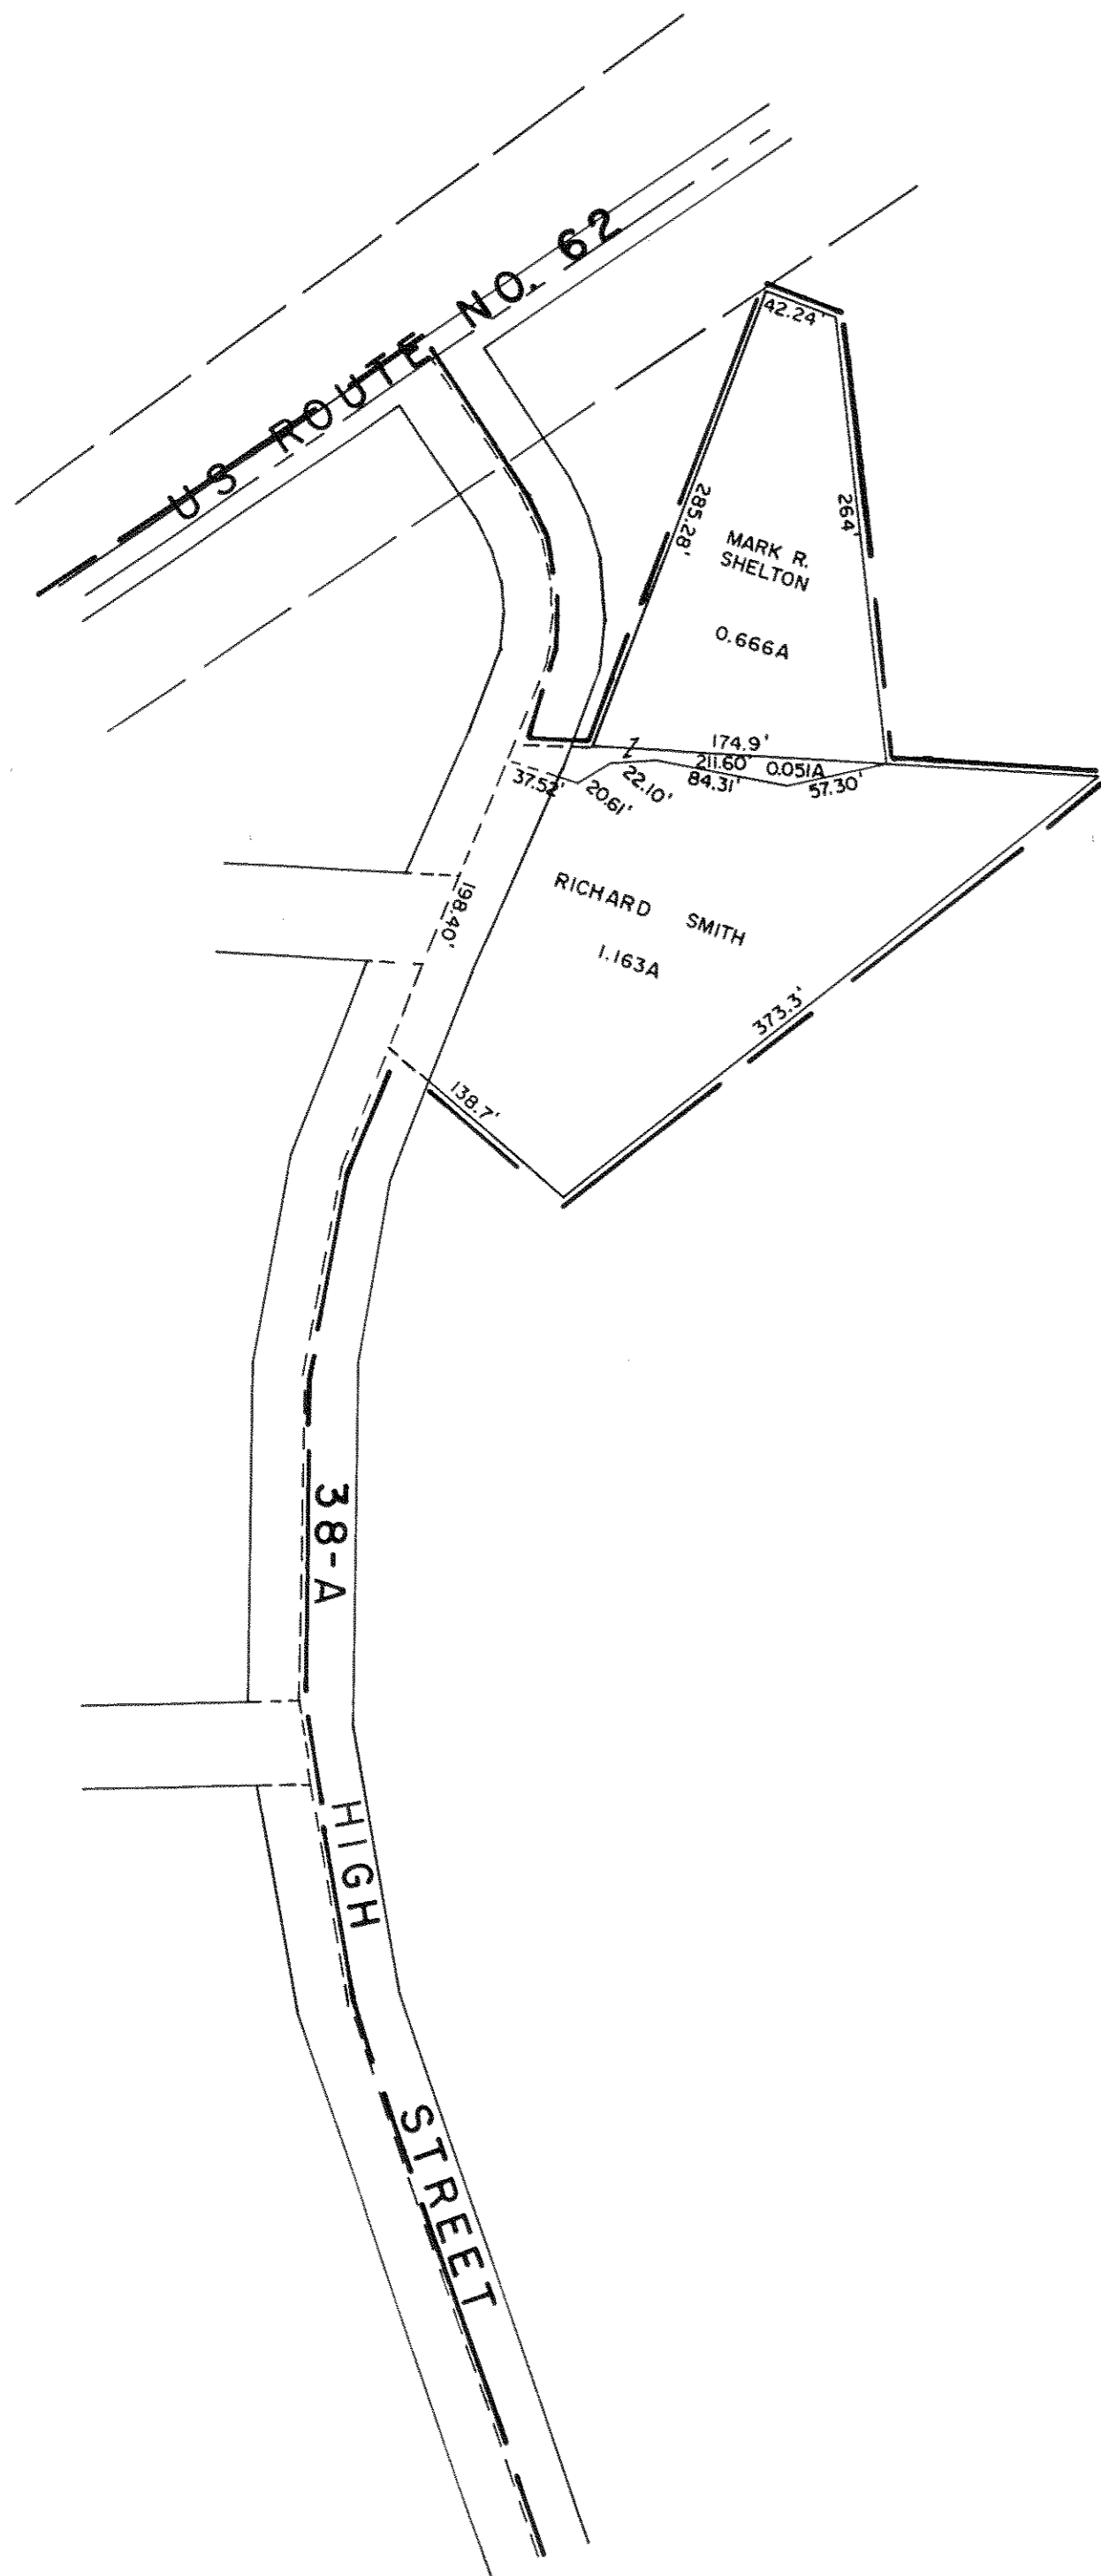 US ROUTE NO. 62
42.24'
285.28'
264'
MARK R.
SHELTON
0.666A
174.9'
211.60' 0.051A
37.52' 20.61' 22.10' 84.31' 57.30'
198.40'
RICHARD SMITH
1.163A
373.3'
138.7'
38-A
HIGH
STREET